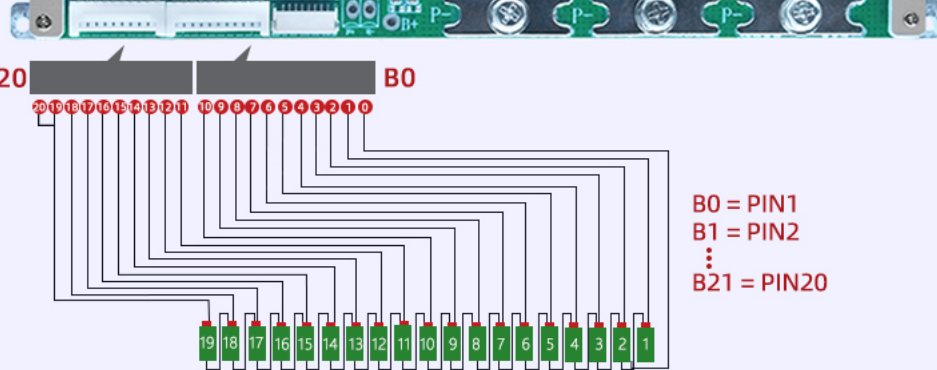 B+ P- P- P-
20 B0
20 19 18 17 16 15 14 13 12 11 10 9 8 7 6 5 4 3 2 1 0
B0 = PIN1
B1 = PIN2
B21 = PIN20
19 18 17 16 15 14 13 12 11 10 9 8 7 6 5 4 3 2 1